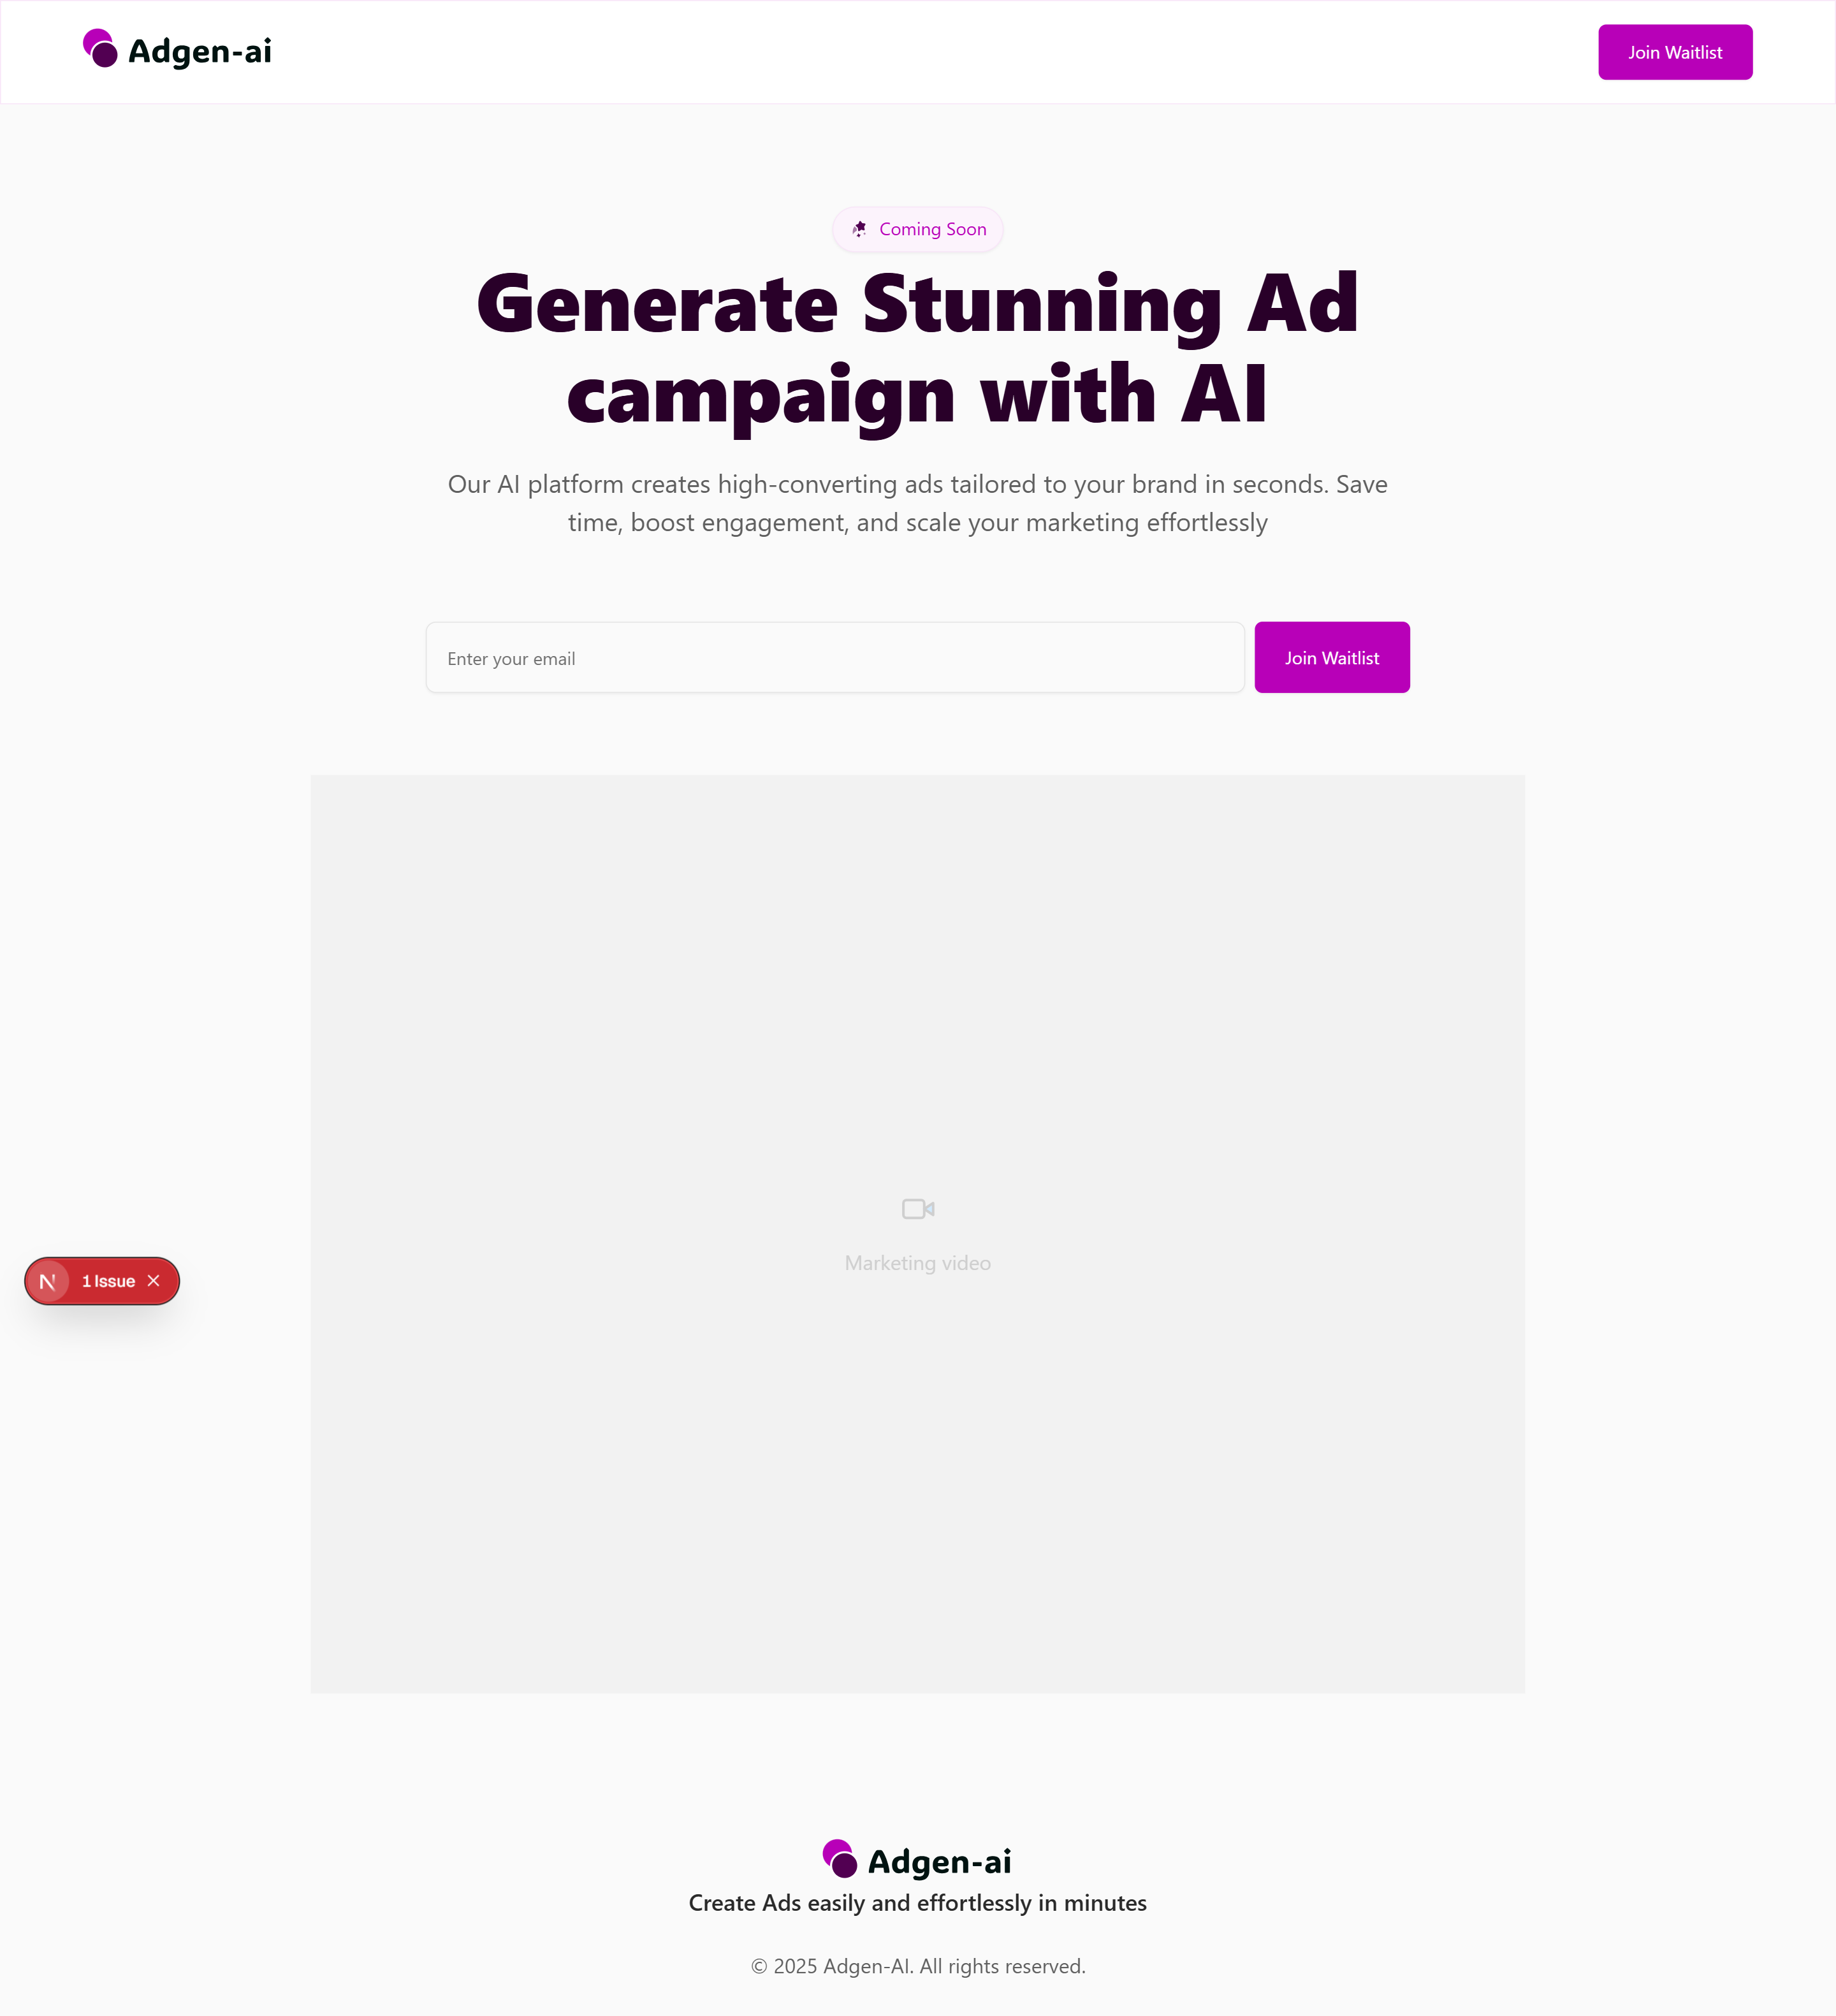 Adgen-ai
Join Waitlist
Coming Soon
Generate Stunning Ad
campaign with AI
Our AI platform creates high-converting ads tailored to your brand in seconds. Save
time, boost engagement, and scale your marketing effortlessly
Enter your email
Join Waitlist
Marketing video
N
1 Issue
Adgen-ai
Create Ads easily and effortlessly in minutes
© 2025 Adgen-AI. All rights reserved.